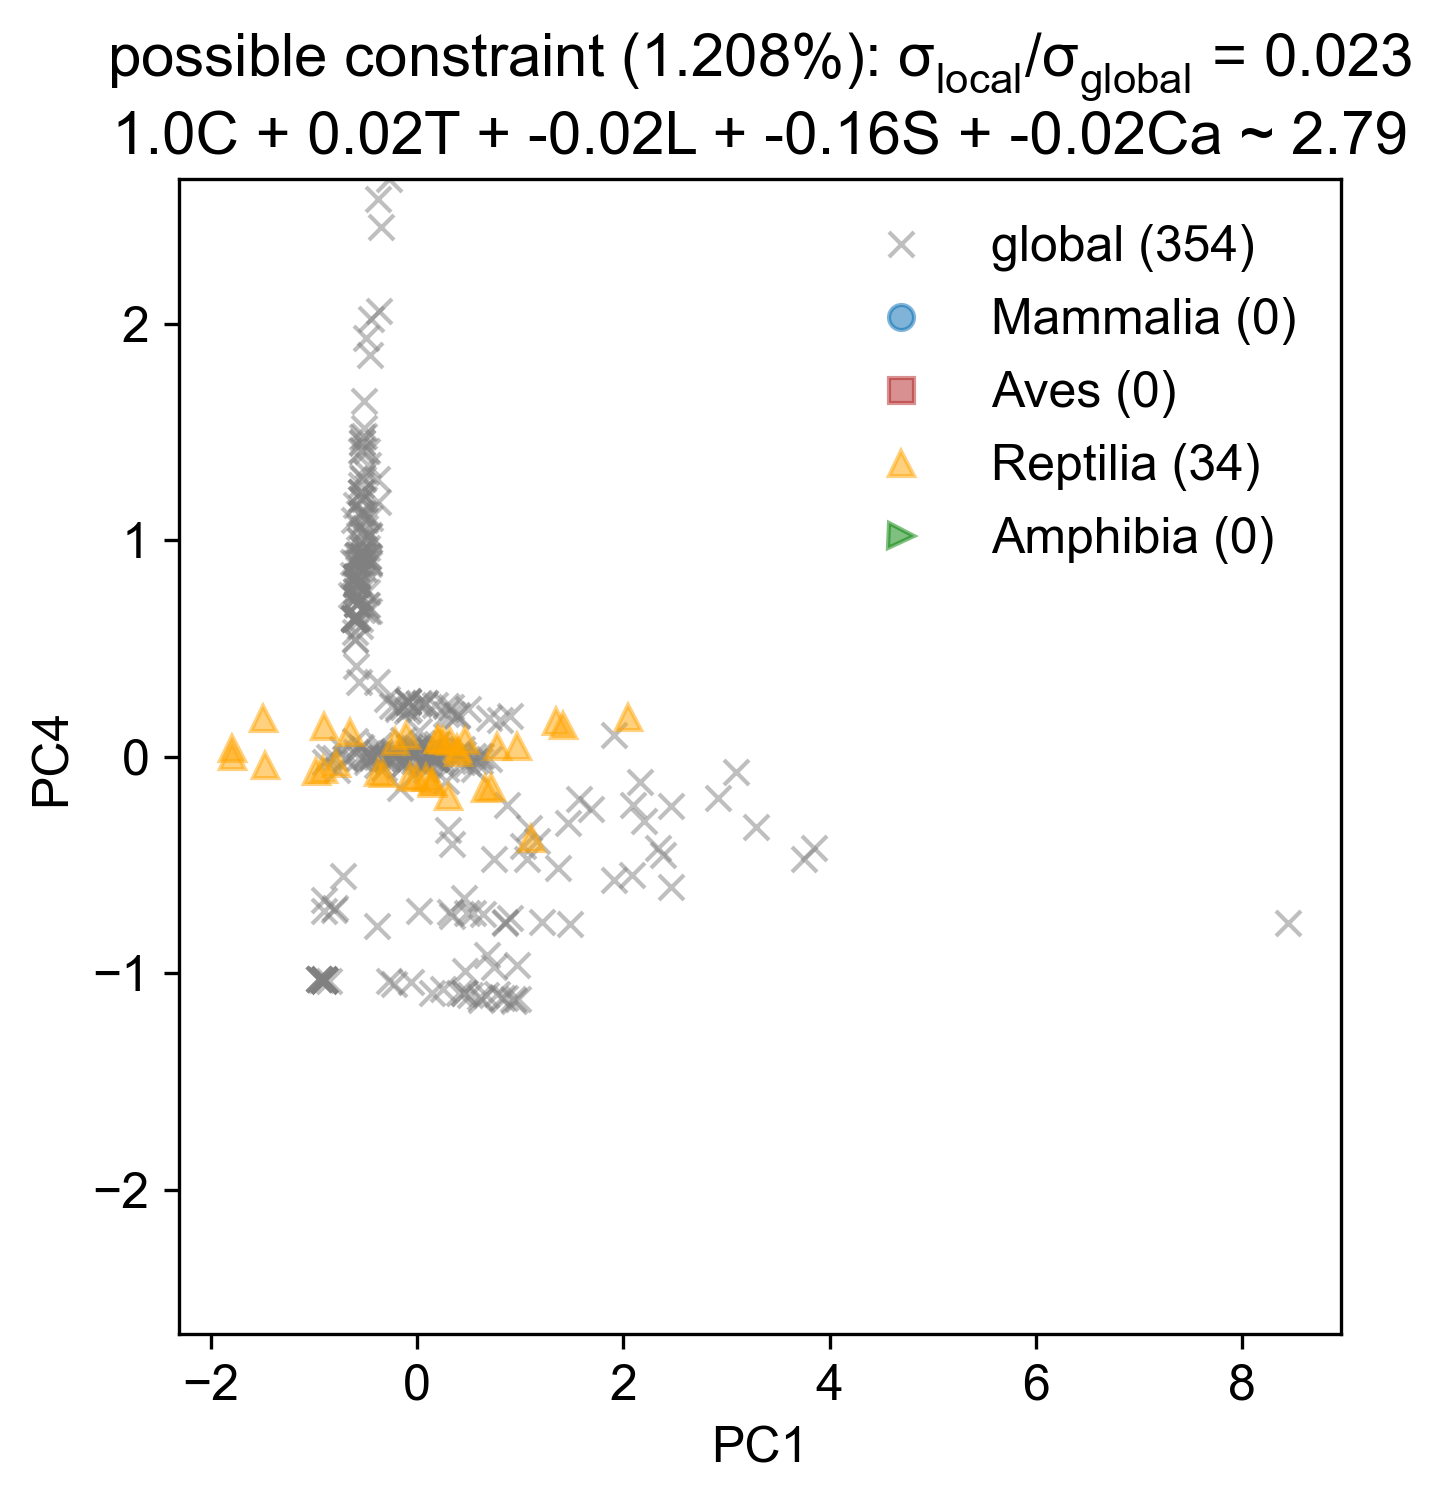 possible constraint (1.208%): σlocal/σglobal = 0.023
1.0C + 0.02T + -0.02L + -0.16S + -0.02Ca ~ 2.79
global (354)
Mammalia (0)
Aves (0)
Reptilia (34)
Amphibia (0)
2
1
0
−1
−2
PC4
−2 0 2 4 6 8
PC1